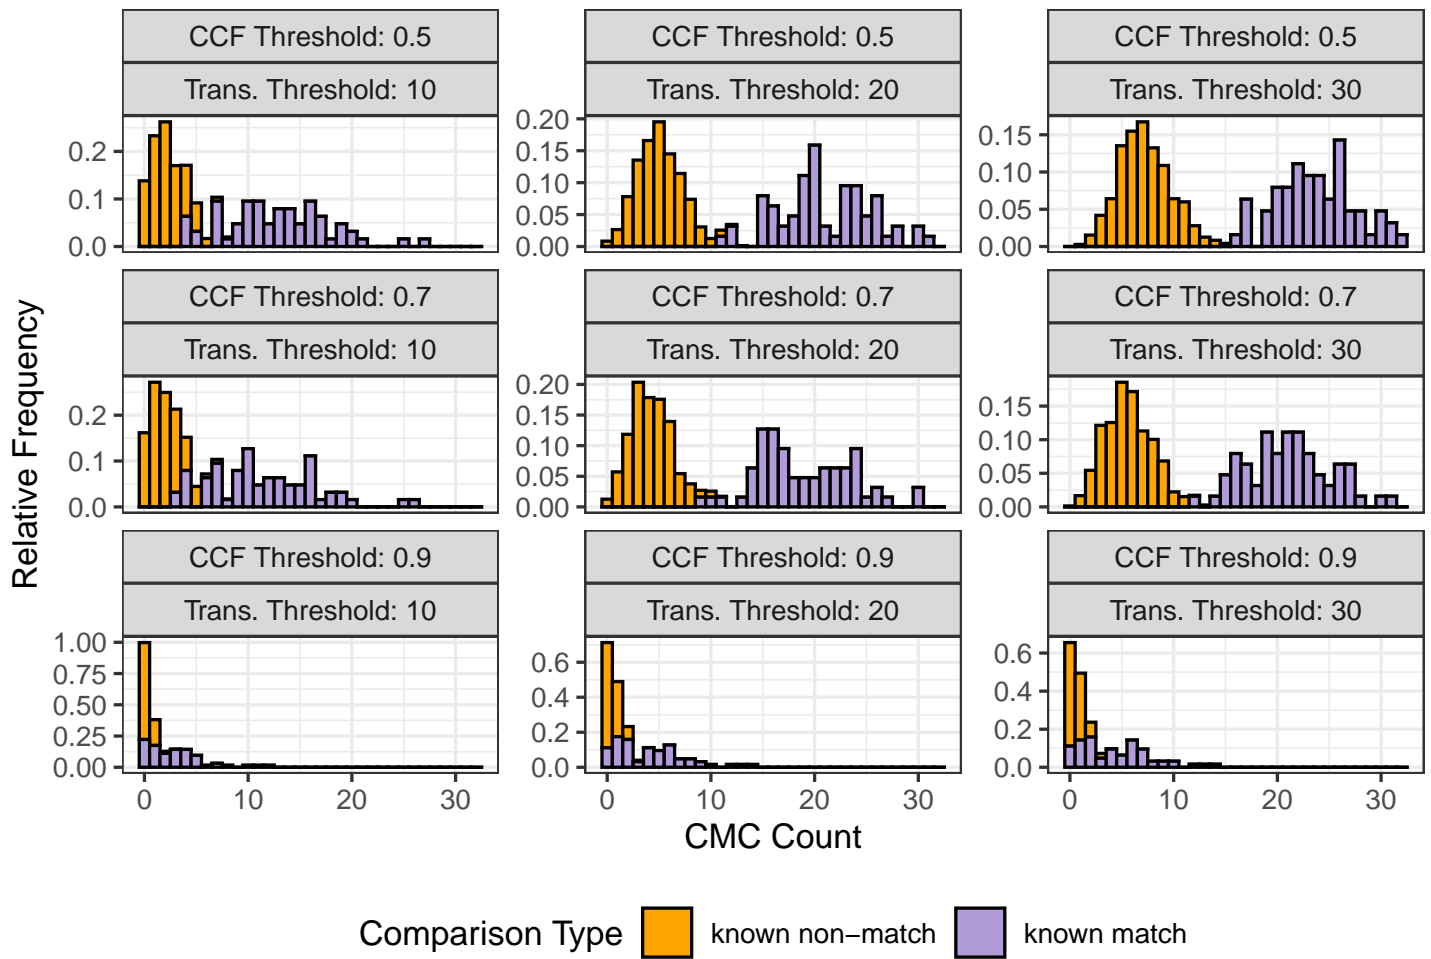 CCF Threshold: 0.5
CCF Threshold: 0.5
CCF Threshold: 0.5
Trans. Threshold: 10
Trans. Threshold: 20
Trans. Threshold: 30
0.2
0.1
0.0
0.20
0.15
0.10
0.05
0.00
0.15
0.10
0.05
0.00
CCF Threshold: 0.7
CCF Threshold: 0.7
CCF Threshold: 0.7
Trans. Threshold: 10
Trans. Threshold: 20
Trans. Threshold: 30
0.2
0.1
0.0
0.20
0.15
0.10
0.05
0.00
0.15
0.10
0.05
0.00
Relative Frequency
CCF Threshold: 0.9
CCF Threshold: 0.9
CCF Threshold: 0.9
Trans. Threshold: 10
Trans. Threshold: 20
Trans. Threshold: 30
1.00
0.75
0.50
0.25
0.00
0.6
0.4
0.2
0.0
0.6
0.4
0.2
0.0
0 10 20 30
0 10 20 30
0 10 20 30
CMC Count
Comparison Type known non−match known match